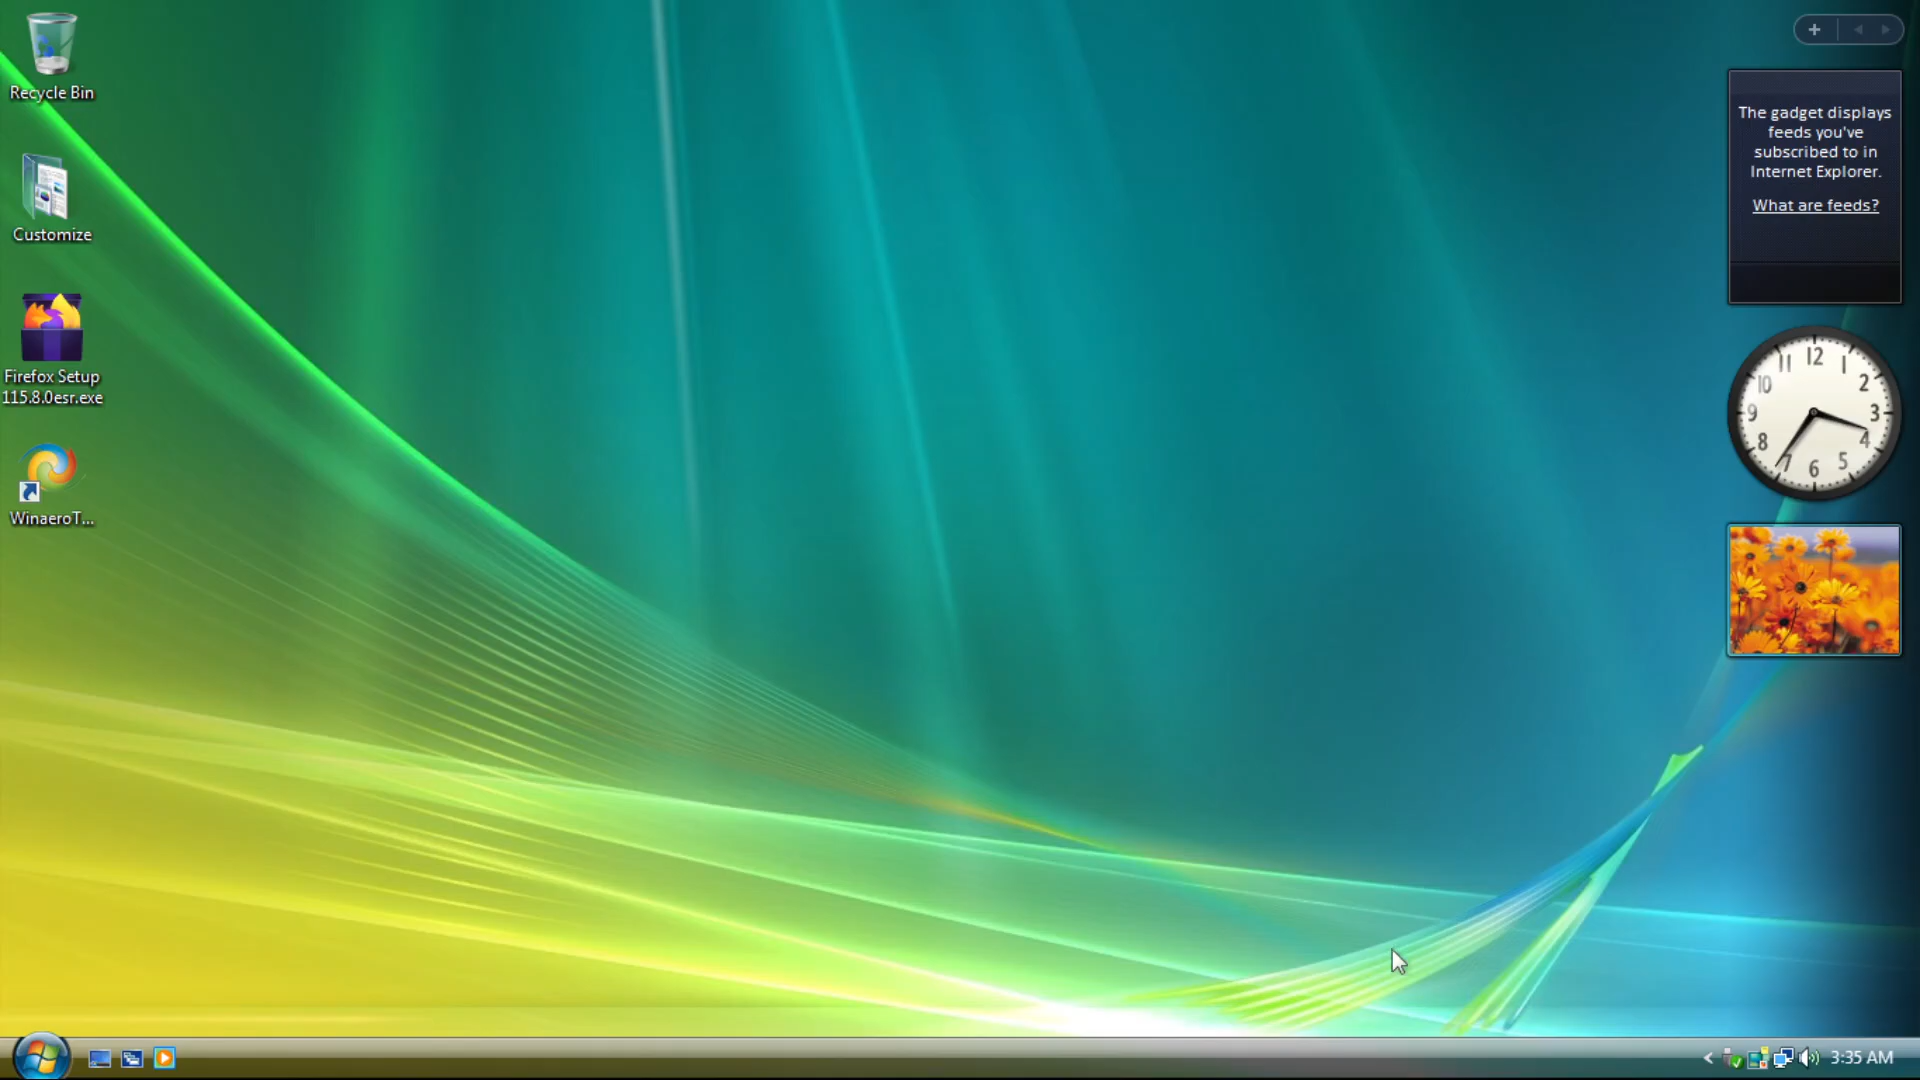 Recycle Bin
Customize
Firefox Setup
115.8.0esr.exe
WinaeroT...
The gadget displays
feeds you've
subscribed to in
Internet Explorer.
What are feeds?
12
1
2
3
4
5
6
7
8
9
10
11
3:35 AM